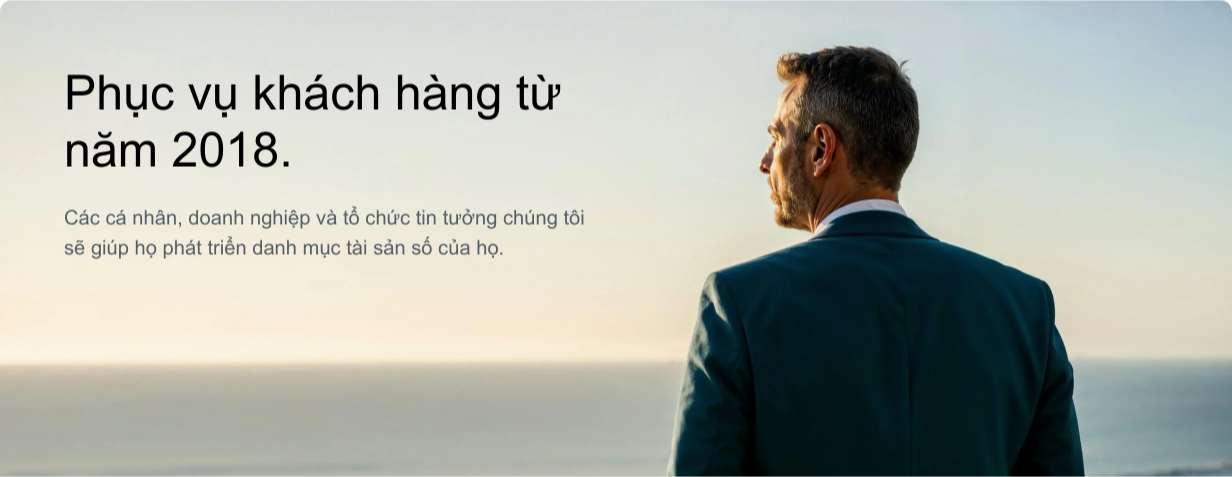 Phục vụ khách hàng từ
năm 2018.
Các cá nhân, doanh nghiệp và tổ chức tin tưởng chúng tôi
sẽ giúp họ phát triển danh mục tài sản số của họ.